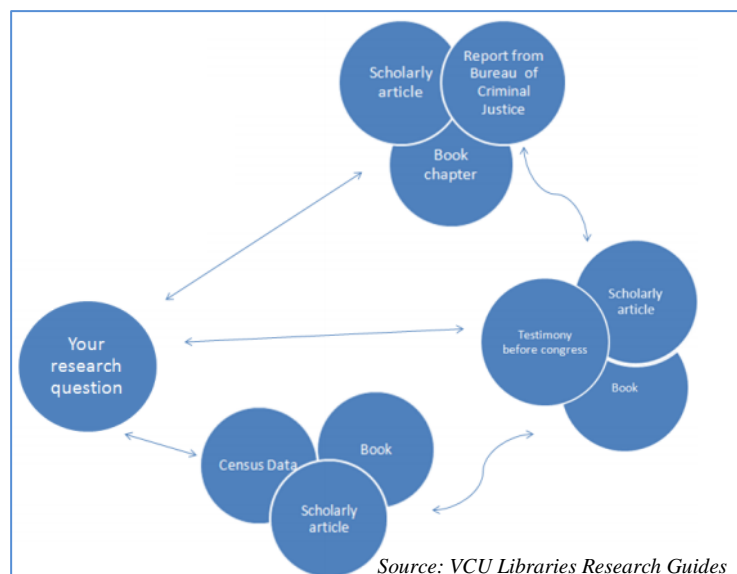 Scholarly
article
Report from
Bureau of
Criminal
Justice
Book
chapter
Your
research
question
Testimony
before congress
Scholarly
article
Book
Census Data
Book
Scholarly
article
Source: VCU Libraries Research Guides